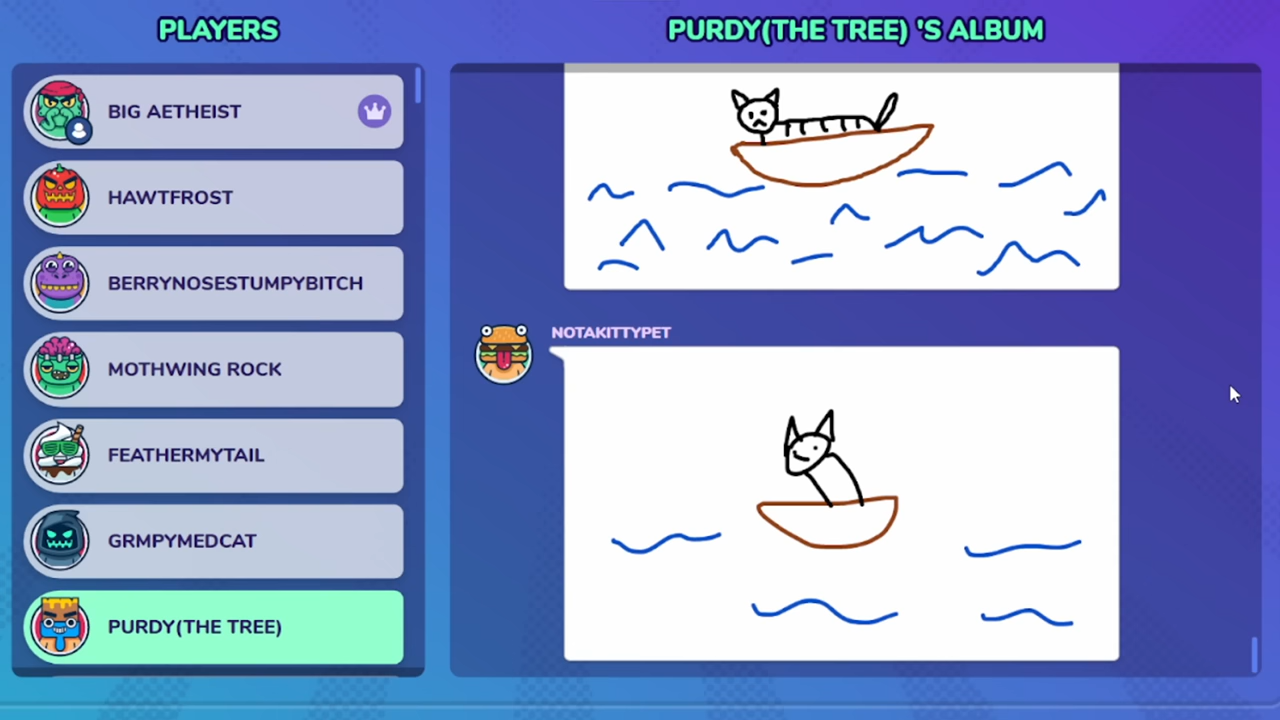 PLAYERS
BIG AETHEIST
HAWTFROST
BERRYNOSESTUMPYBITCH
MOTHWING ROCK
FEATHERMYTAIL
GRMPYMEDCAT
PURDY(THE TREE)
PURDY(THE TREE) 'S ALBUM
NOTAKITTYPET